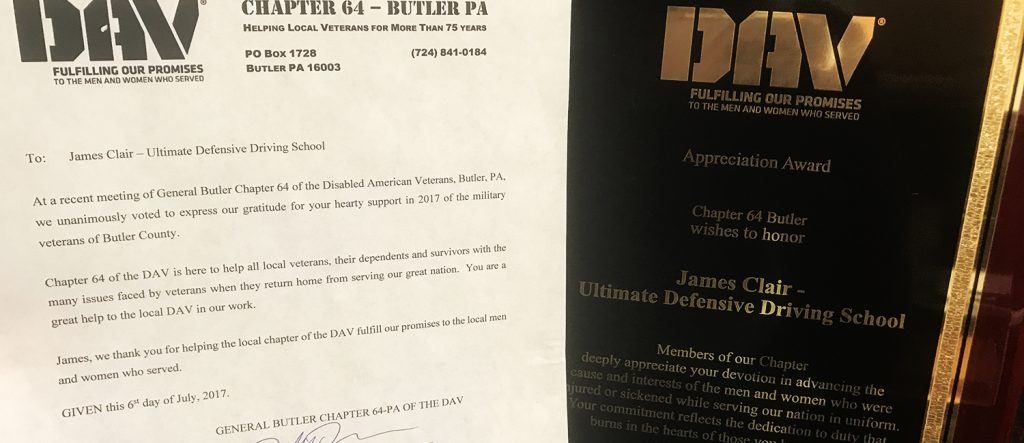 DAV
FULFILLING OUR PROMISES
TO THE MEN AND WOMEN WHO SERVED
CHAPTER 64 – BUTLER PA
HELPING LOCAL VETERANS FOR MORE THAN 75 YEARS
PO BOX 1728
(724) 841-0184
BUTLER PA 16003
To: James Clair – Ultimate Defensive Driving School
At a recent meeting of General Butler Chapter 64 of the Disabled American Veterans, Butler, PA,
we unanimously voted to express our gratitude for your hearty support in 2017 of the military
veterans of Butler County.
Chapter 64 of the DAV is here to help all local veterans, their dependents and survivors with the
many issues faced by veterans when they return home from serving our great nation. You are a
great help to the local DAV in our work.
James, we thank you for helping the local chapter of the DAV fulfill our promises to the local men
and women who served.
GIVEN this 6th day of July, 2017.
GENERAL BUTLER CHAPTER 64-PA OF THE DAV
DAV®
FULFILLING OUR PROMISES
TO THE MEN AND WOMEN WHO SERVED
Appreciation Award
Chapter 64 Butler
wishes to honor
James Clair -
Ultimate Defensive Driving School
Members of our Chapter
deeply appreciate your devotion in advancing the
cause and interests of the men and women who were
injured or sickened while serving our nation in uniform.
Your commitment reflects the dedication to duty that
burns in the hearts of those